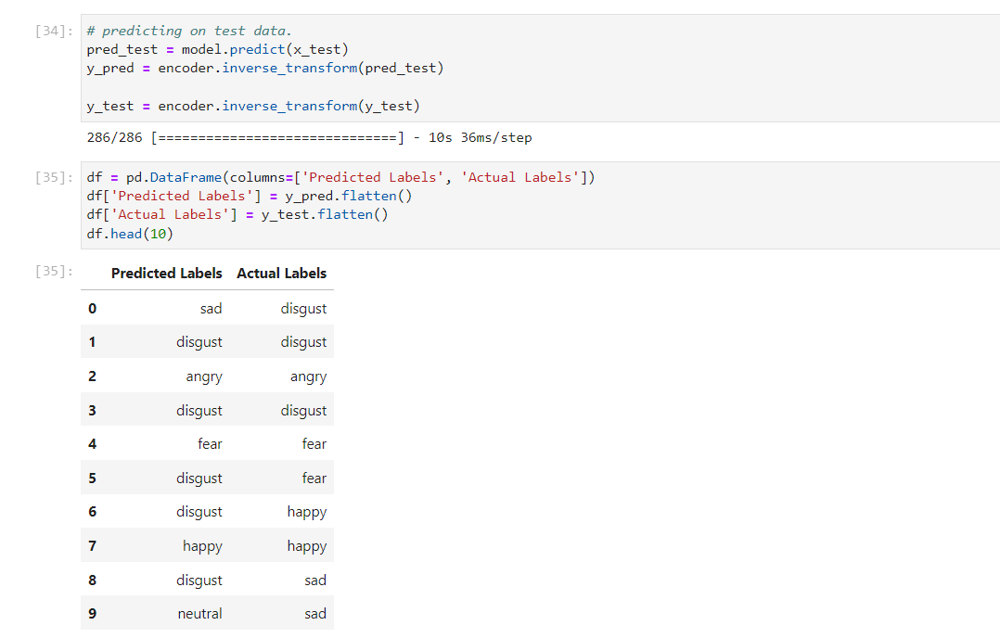 [34]: # predicting on test data.
pred_test = model.predict(x_test)
y_pred = encoder.inverse_transform(pred_test)
y_test = encoder.inverse_transform(y_test)
286/286 [==============================] - 10s 36ms/step
[35]: df = pd.DataFrame(columns=['Predicted Labels', 'Actual Labels'])
df['Predicted Labels'] = y_pred.flatten()
df['Actual Labels'] = y_test.flatten()
df.head(10)
[35]: Predicted Labels Actual Labels
0 sad disgust
1 disgust disgust
2 angry angry
3 disgust disgust
4 fear fear
5 disgust fear
6 disgust happy
7 happy happy
8 disgust sad
9 neutral sad